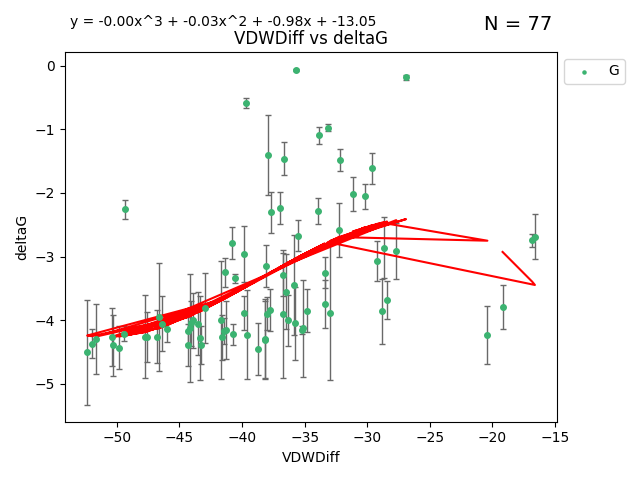 y = -0.00x^3 + -0.03x^2 + -0.98x + -13.05
N = 77
VDWDiff vs deltaG
G
0
−1
−2
−3
−4
−5
deltaG
−50 −45 −40 −35 −30 −25 −20 −15
VDWDiff